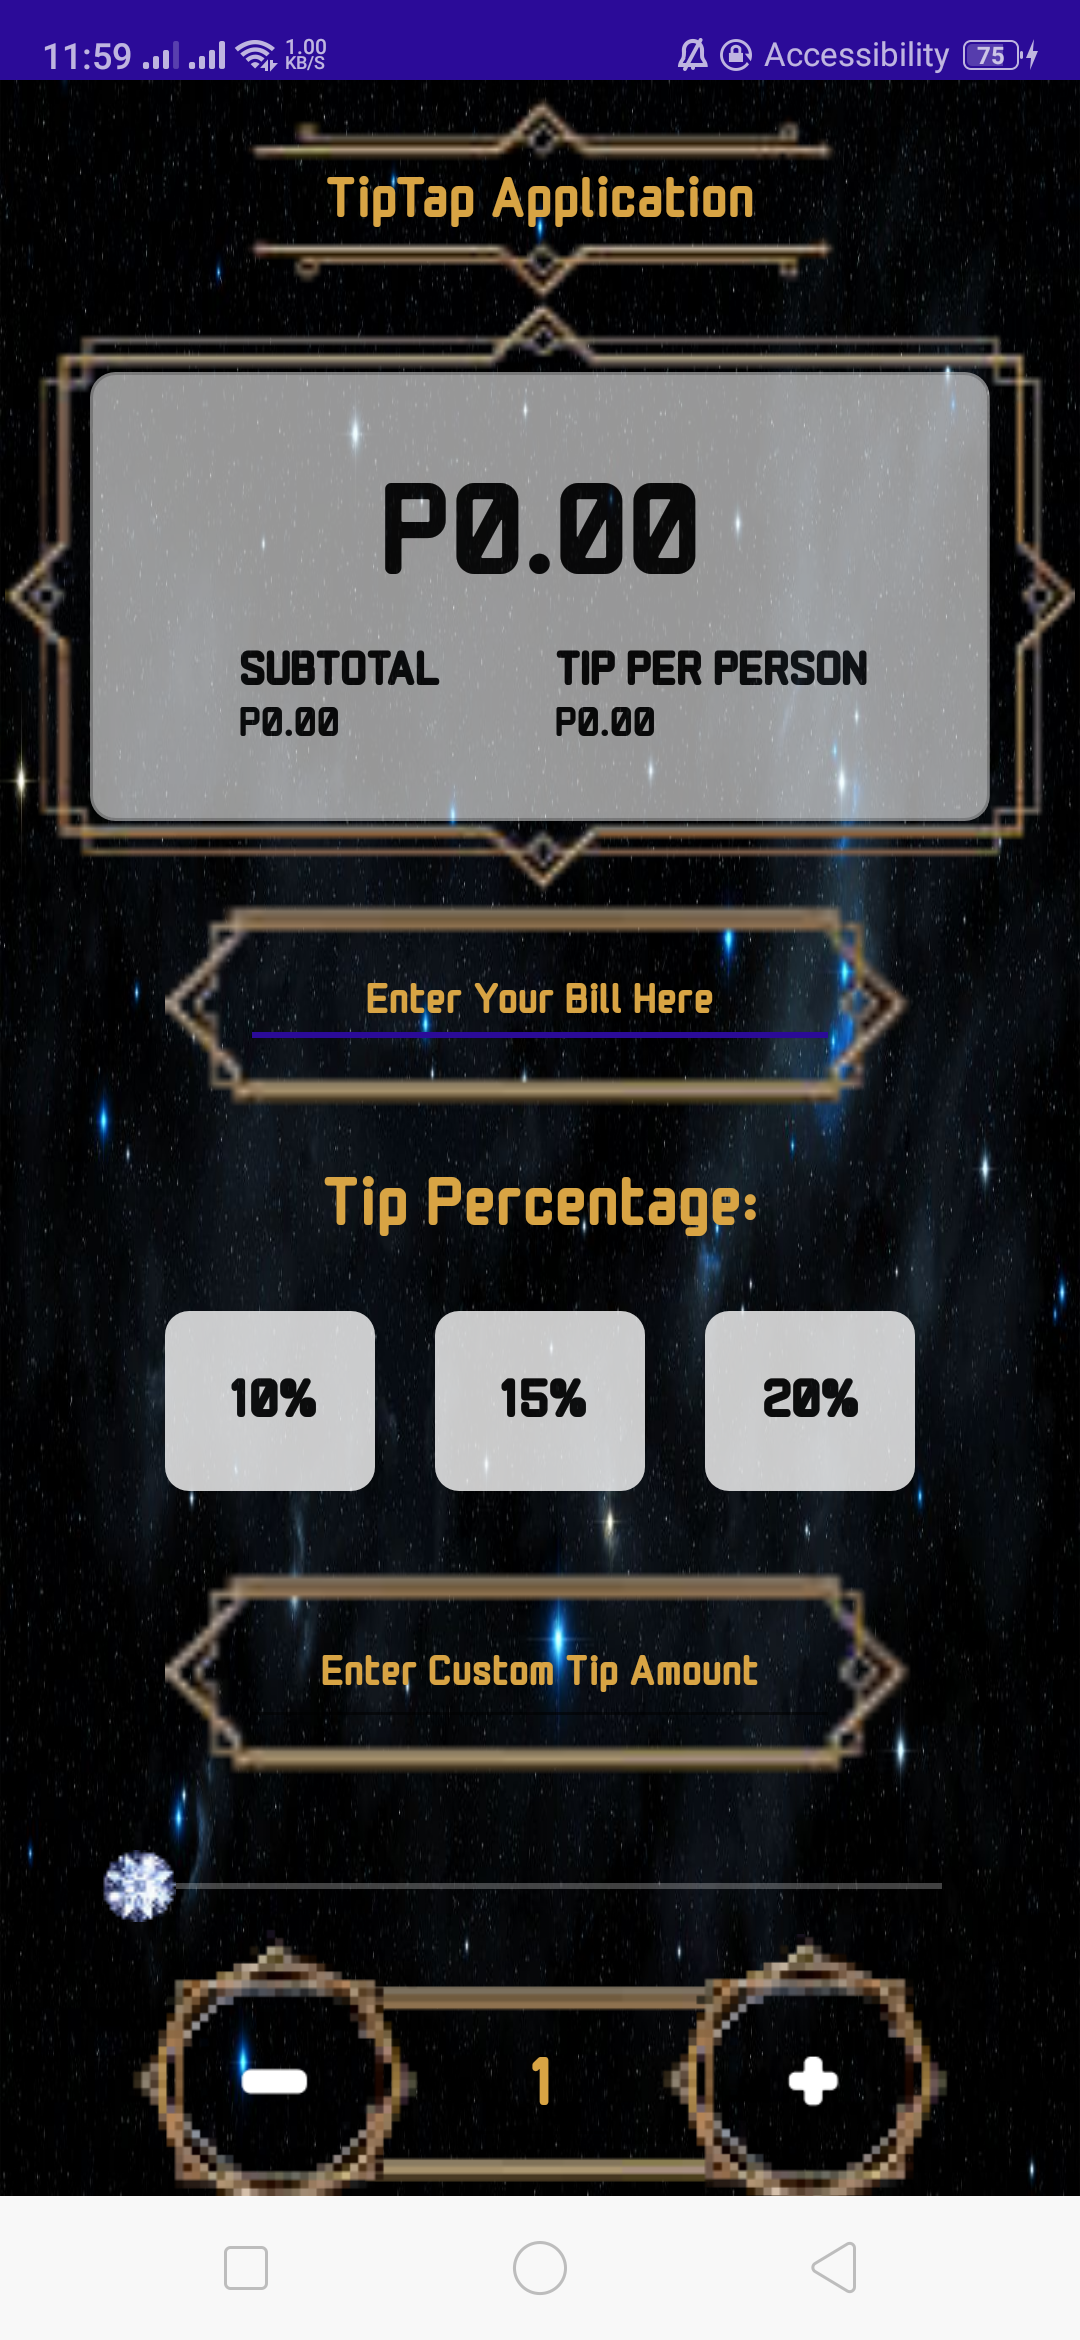 11:59 1.00 KB/S Accessibility 75
TipTap Application
P0.00
SUBTOTAL TIP PER PERSON
P0.00 P0.00
Enter Your Bill Here
Tip Percentage:
10% 15% 20%
Enter Custom Tip Amount
1